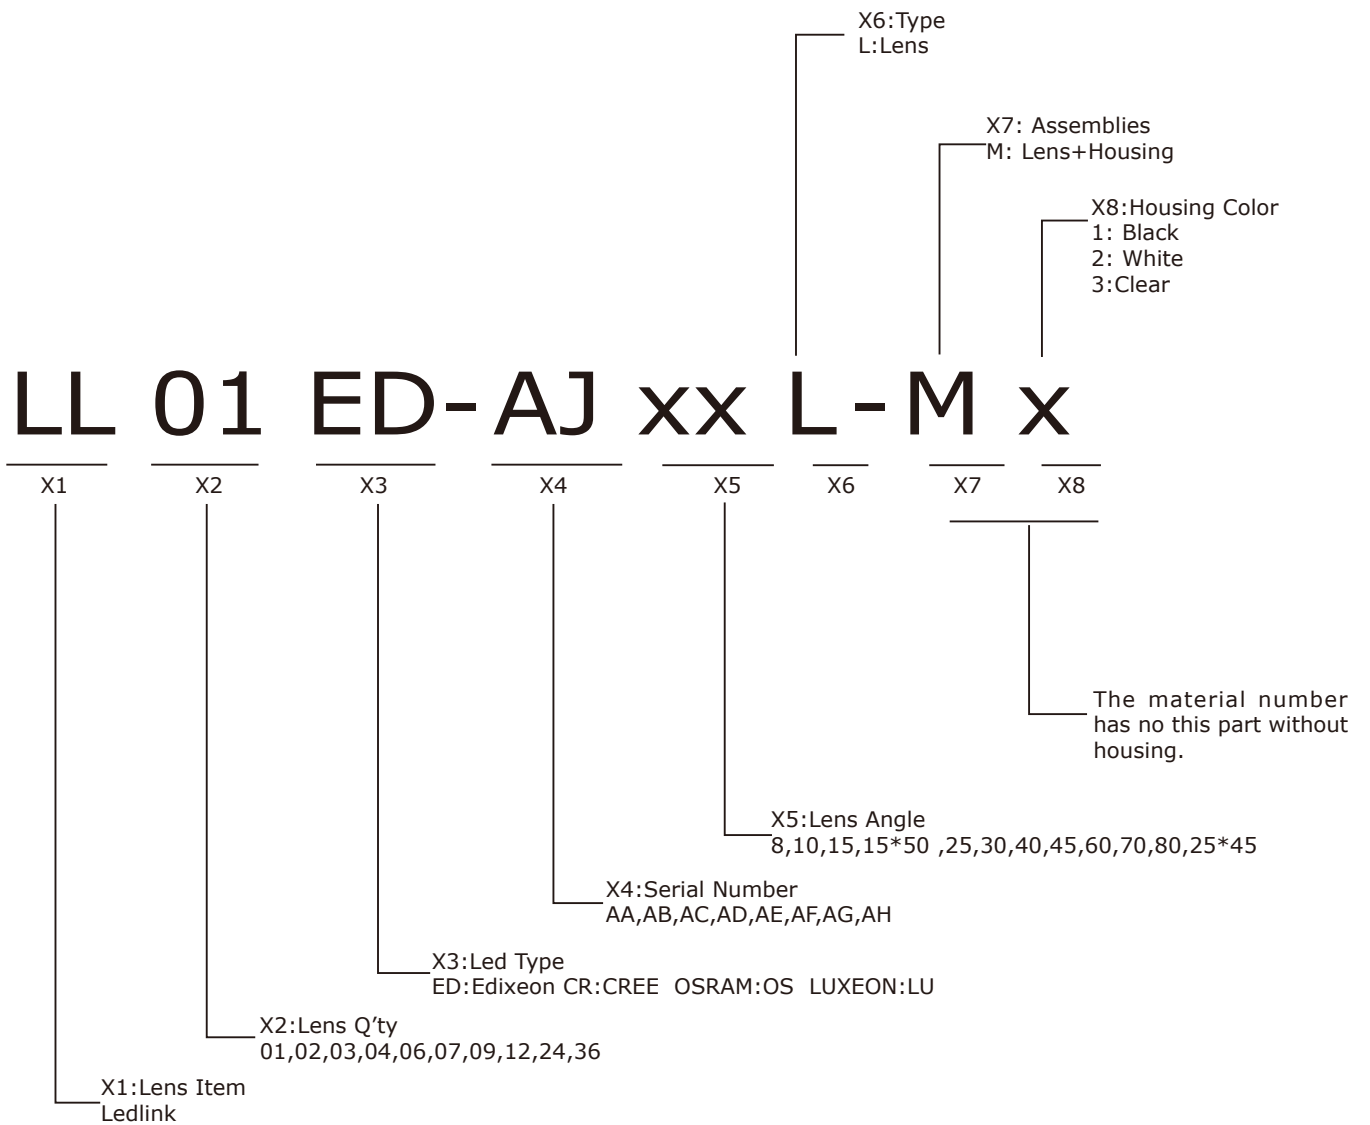 X6:Type
L:Lens
X7: Assemblies
M: Lens+Housing
X8:Housing Color
1: Black
2: White
3:Clear
LL 01 ED-AJ xx L-M x
X1 X2 X3 X4 X5 X6 X7 X8
The material number
has no this part without
housing.
X5:Lens Angle
8,10,15,15*50 ,25,30,40,45,60,70,80,25*45
X4:Serial Number
AA,AB,AC,AD,AE,AF,AG,AH
X3:Led Type
ED:Edixeon CR:CREE OSRAM:OS LUXEON:LU
X2:Lens Q’ty
01,02,03,04,06,07,09,12,24,36
X1:Lens Item
Ledlink